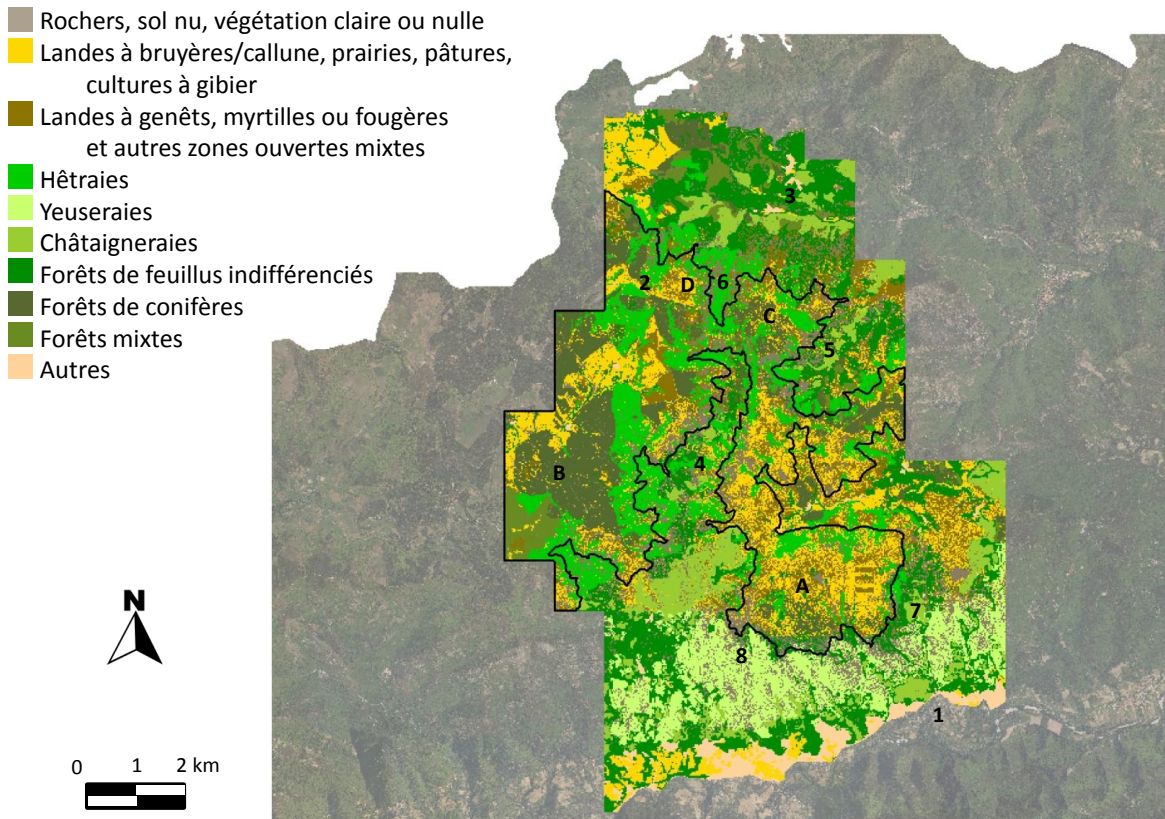 Rochers, sol nu, végétation claire ou nulle
Landes à bruyères/callune, prairies, pâtures,
cultures à gibier
Landes à genêts, myrtilles ou fougères
et autres zones ouvertes mixtes
Hêtraies
Yeuseraies
Châtaigneraies
Forêts de feuillus indifférenciés
Forêts de conifères
Forêts mixtes
Autres
3
2 D 6
C
5
4
B
A
7
8
1
N
0 1 2 km